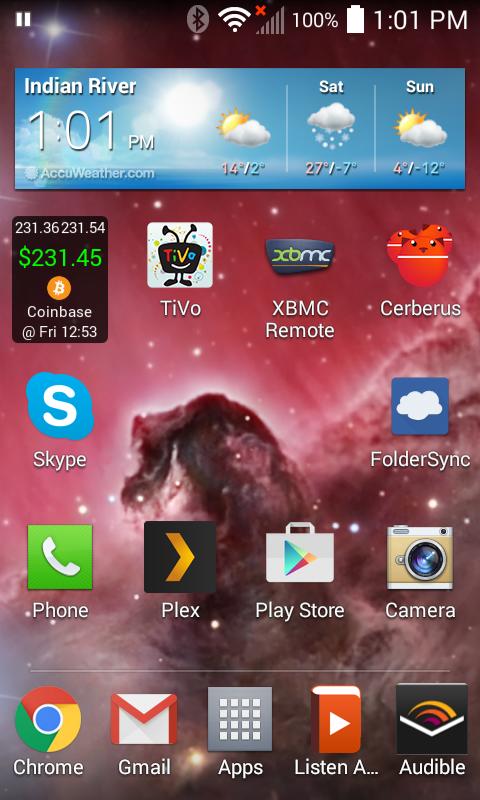 100% 1:01 PM
Indian River Sat Sun
1:01 PM
14°/2° 27°/-7° 4°/-12°
AccuWeather.com
231.36 231.54
$231.45
Coinbase
@ Fri 12:53
TiVo
TiVo
xbmc
XBMC
Remote
Cerberus
S
Skype
FolderSync
Phone
Plex
Play Store
Camera
Chrome
Gmail
Apps
Listen A...
Audible